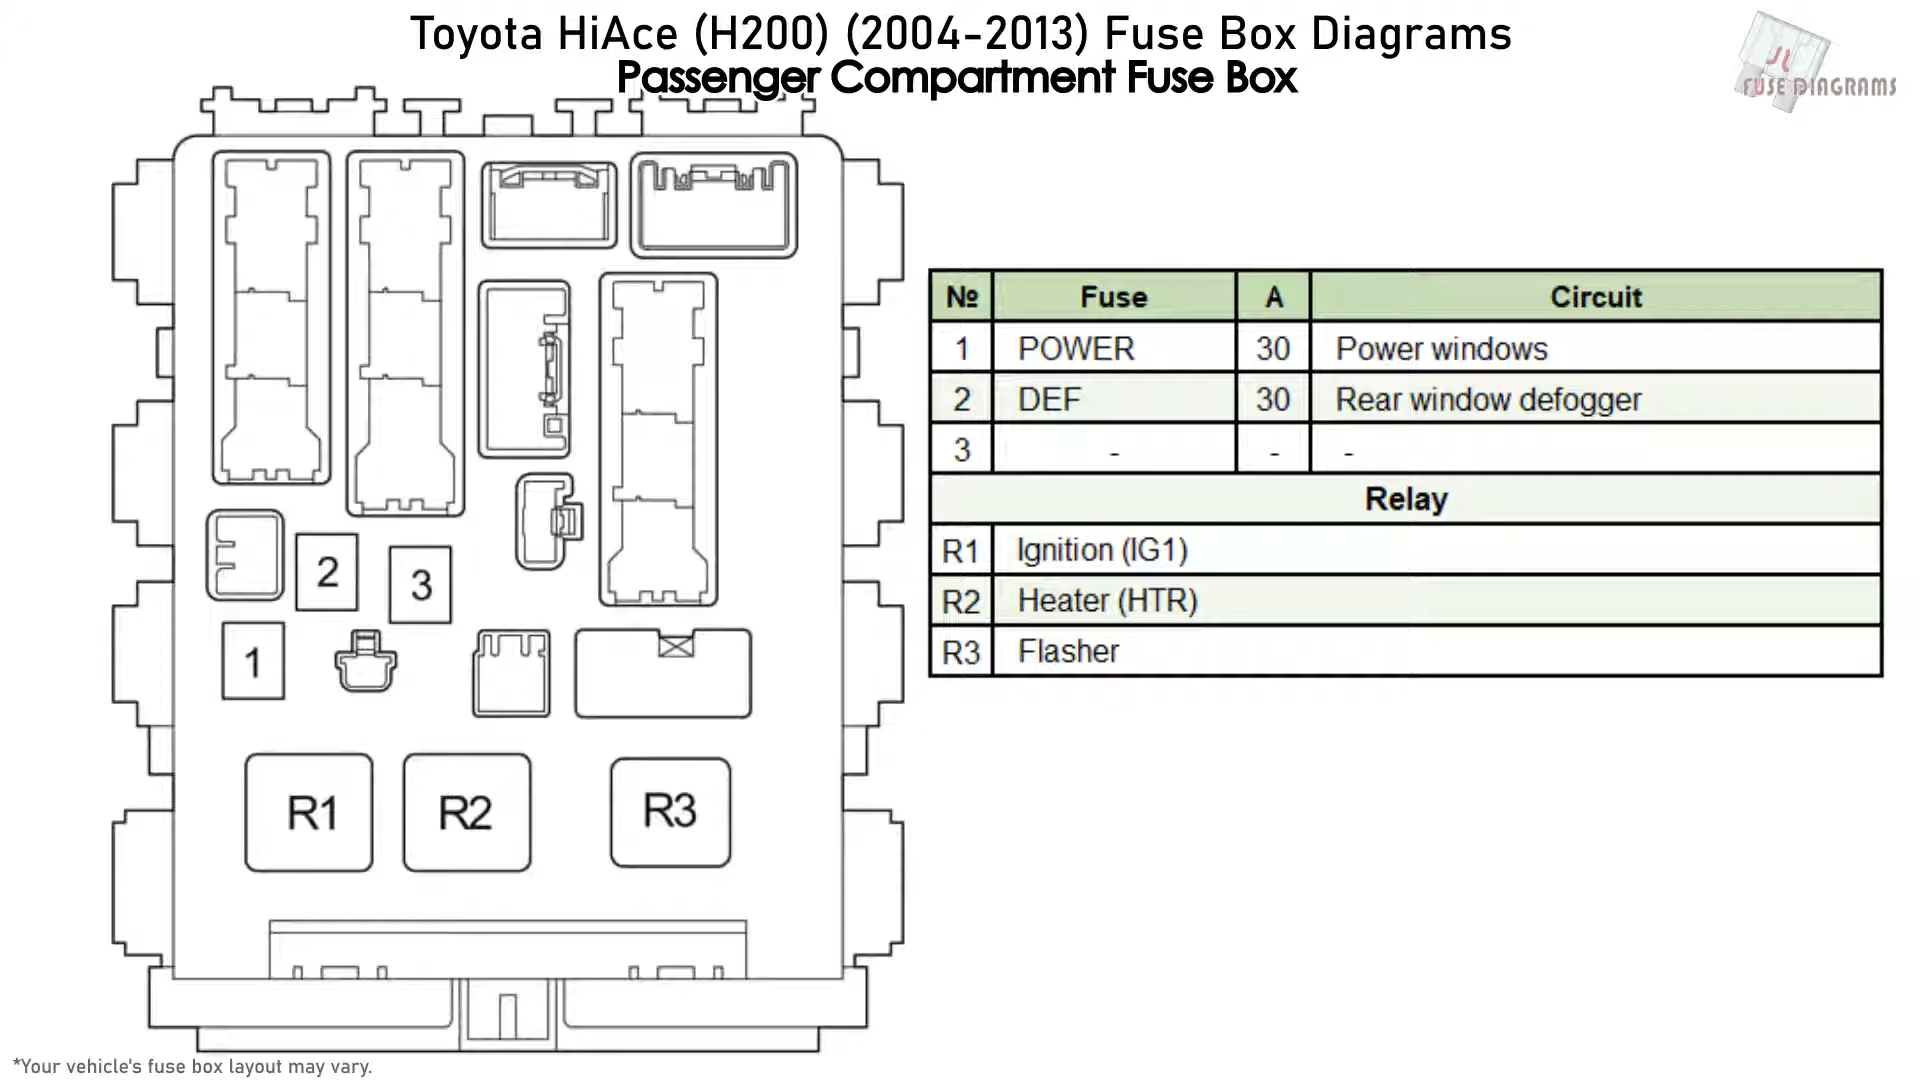 Toyota HiAce (H200) (2004-2013) Fuse Box Diagrams
Passenger Compartment Fuse Box
FUSE DIAGRAMS
№ Fuse A Circuit
1 POWER 30 Power windows
2 DEF 30 Rear window defogger
3 - - -
Relay
R1 Ignition (IG1)
R2 Heater (HTR)
R3 Flasher
2
3
1
R1 R2 R3
*Your vehicle's fuse box layout may vary.